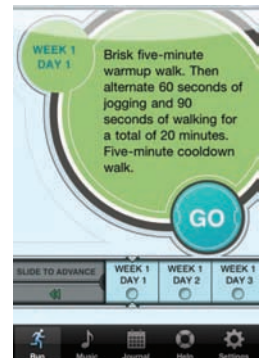 WEEK 1
DAY 1
Brisk five-minute
warmup walk. Then
alternate 60 seconds of
jogging and 90
seconds of walking for
a total of 20 minutes.
Five-minute cooldown
walk.
GO
SLIDE TO ADVANCE
WEEK 1
DAY 1
WEEK 1
DAY 2
WEEK 1
DAY 3
Run
Music
Journal
Help
Settings